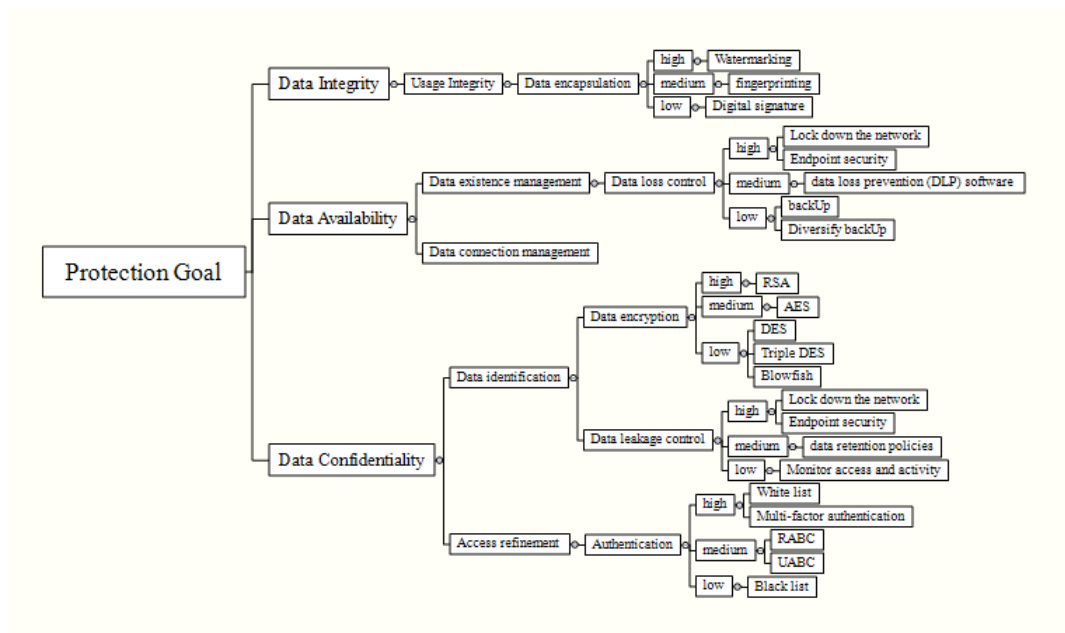 Protection Goal
Data Integrity
Usage Integrity
Data encapsulation
high
Watermarking
medium
fingerprinting
low
Digital signature
Data Availability
Data existence management
Data loss control
high
Lock down the network
Endpoint security
medium
data loss prevention (DLP) software
low
backUp
Diversify backUp
Data connection management
Data Confidentiality
Data identification
Data encryption
high
RSA
medium
AES
low
DES
Triple DES
Blowfish
Data leakage control
high
Lock down the network
Endpoint security
medium
data retention policies
low
Monitor access and activity
Access refinement
Authentication
high
White list
Multi-factor authentication
medium
RABC
UABC
low
Black list